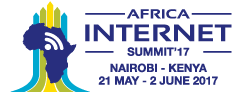 AFRICA
INTERNET
SUMMIT'17
NAIROBI - KENYA
21 MAY - 2 JUNE 2017